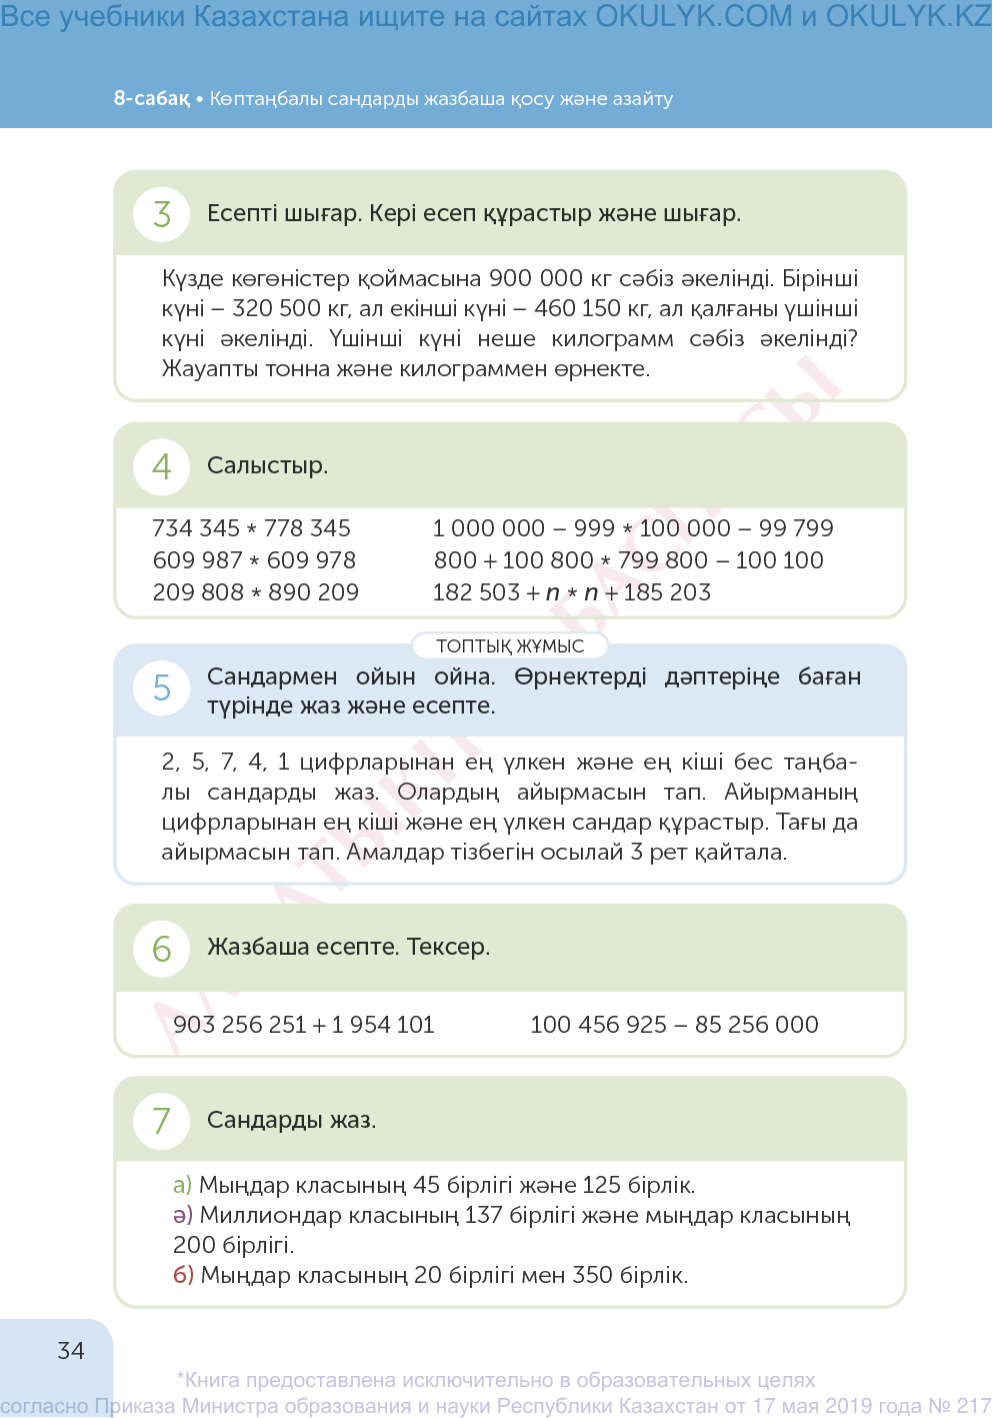 Все учебники Казахстана ищите на сайтах OKULYK.COM и OKULYK.KZ
8-сабақ • Көптаңбалы сандарды жазбаша қосу және азайту
3 Есепті шығар. Кері есеп құрастыр және шығар.
Күзде көгөністер қоймасына 900 000 кг сәбіз әкелінді. Бірінші
күні – 320 500 кг, ал екінші күні – 460 150 кг, ал қалғаны үшінші
күні әкелінді. Үшінші күні неше килограмм сәбіз әкелінді?
Жауапты тонна және килограммен өрнекте.
4 Салыстыр.
734 345 * 778 345 1 000 000 – 999 * 100 000 – 99 799
609 987 * 609 978 800 + 100 800 * 799 800 – 100 100
209 808 * 890 209 182 503 + n * n + 185 203
ТОПТЫҚ ЖҰМЫС
5 Сандармен ойын ойна. Өрнектерді дәптеріңе баған
түрінде жаз және есепте.
2, 5, 7, 4, 1 цифрларынан ең үлкен және ең кіші бес таңба-
лы сандарды жаз. Олардың айырмасын тап. Айырманың
цифрларынан ең кіші және ең үлкен сандар құрастыр. Тағы да
айырмасын тап. Амалдар тізбегін осылай 3 рет қайтала.
6 Жазбаша есепте. Тексер.
903 256 251 + 1 954 101 100 456 925 – 85 256 000
7 Сандарды жаз.
а) Мыңдар класының 45 бірлігі және 125 бірлік.
ә) Миллиондар класының 137 бірлігі және мыңдар класының
200 бірлігі.
б) Мыңдар класының 20 бірлігі мен 350 бірлік.
34
*Книга предоставлена исключительно в образовательных целях
согласно Приказа Министра образования и науки Республики Казахстан от 17 мая 2019 года № 217